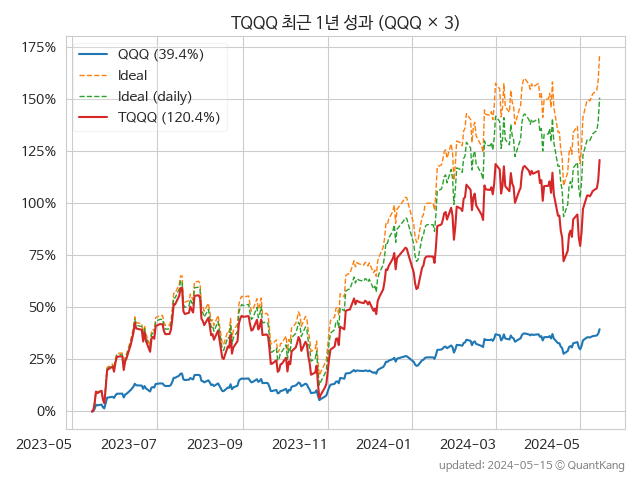 TQQQ 최근 1년 성과 (QQQ × 3)
QQQ (39.4%)
Ideal
Ideal (daily)
TQQQ (120.4%)
175%
150%
125%
100%
75%
50%
25%
0%
2023-05 2023-07 2023-09 2023-11 2024-01 2024-03 2024-05
updated: 2024-05-15 © QuantKang